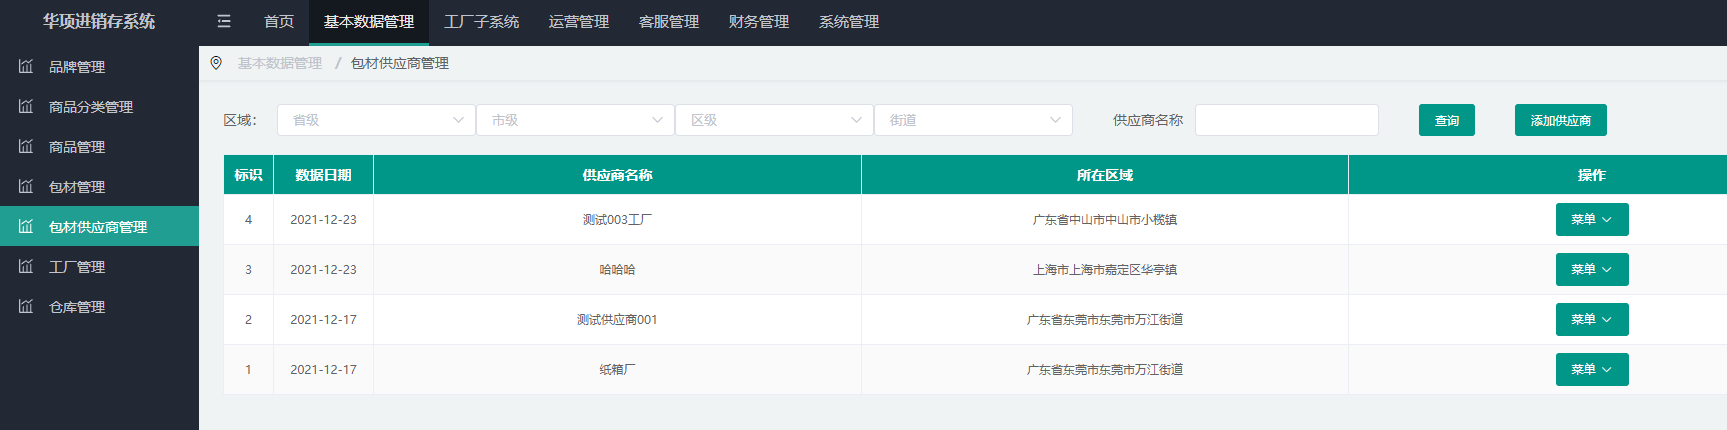 华项进销存系统 首页 基本数据管理 工厂子系统 运营管理 客服管理 财务管理 系统管理
品牌管理
商品分类管理
商品管理
包材管理
包材供应商管理
工厂管理
仓库管理
基本数据管理 / 包材供应商管理
区域： 省级 市级 区级 街道 供应商名称 查询 添加供应商
标识 数据日期 供应商名称 所在区域 操作
4 2021-12-23 测试003工厂 广东省中山市中山市小榄镇 菜单
3 2021-12-23 哈哈哈 上海市上海市嘉定区华亭镇 菜单
2 2021-12-17 测试供应商001 广东省东莞市东莞市万江街道 菜单
1 2021-12-17 纸箱厂 广东省东莞市东莞市万江街道 菜单